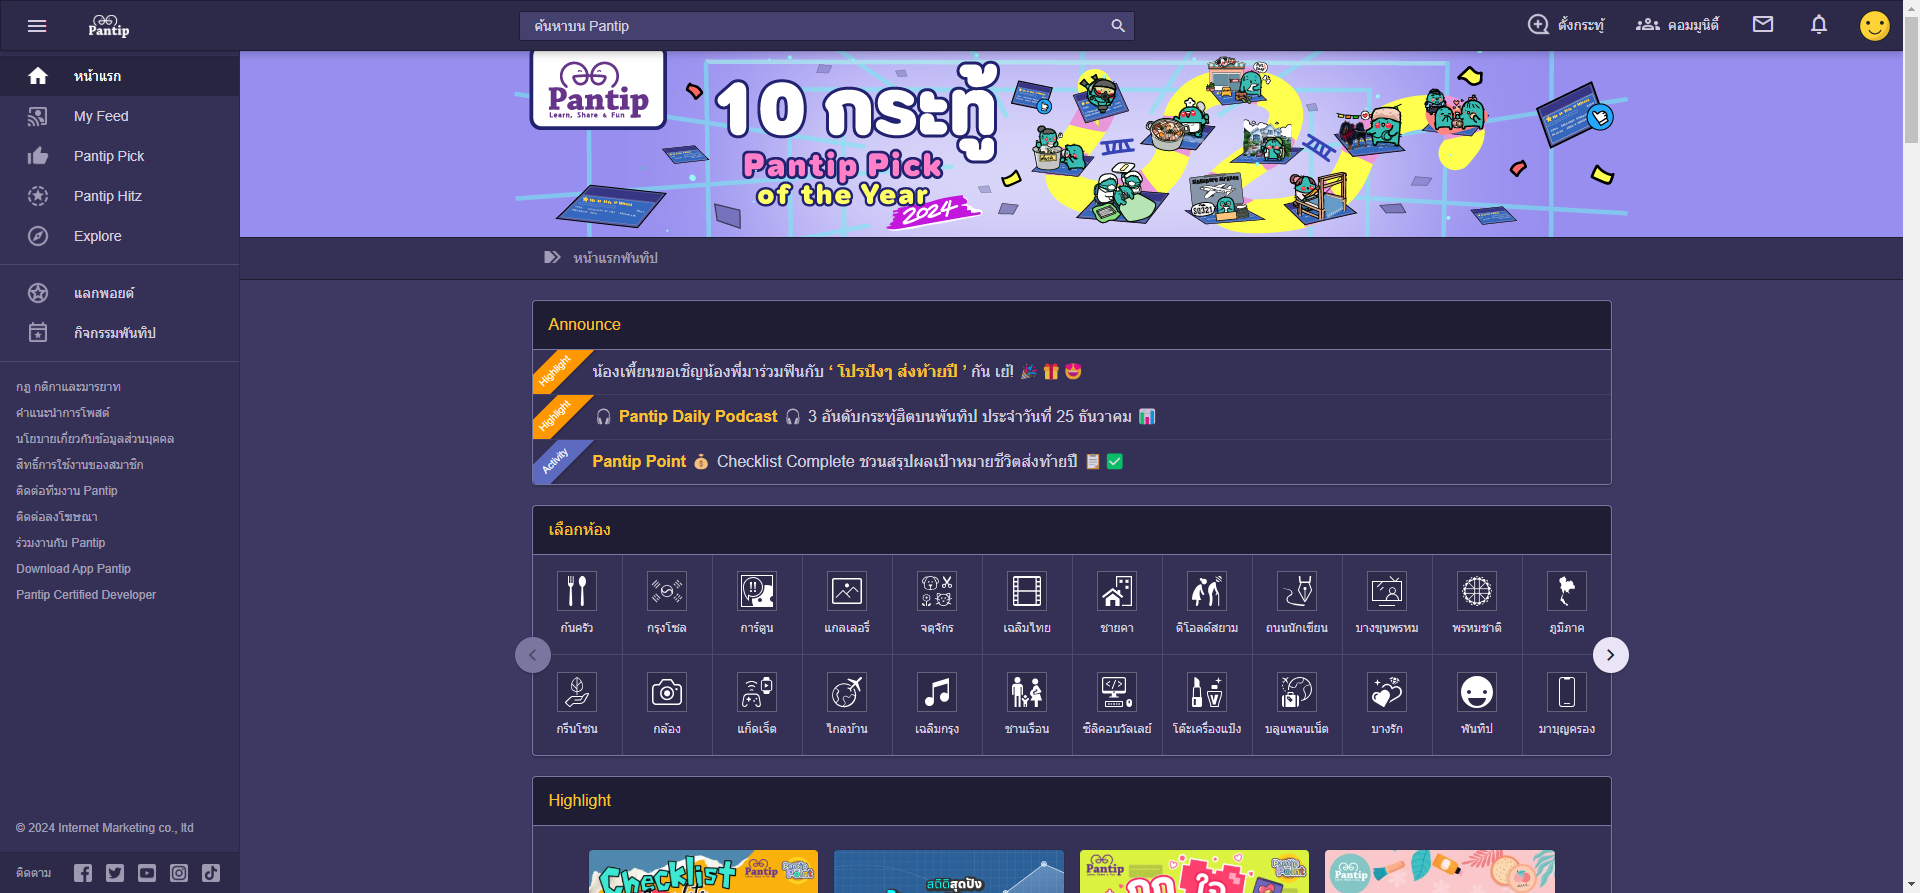 Pantip
ค้นหาบน Pantip
ตั้งกระทู้
คอมมูนิตี้
หน้าแรก
My Feed
Pantip Pick
Pantip Hitz
Explore
แลกพอยต์
กิจกรรมพันทิป
กฎ กติกาและมารยาท
คำแนะนำการโพสต์
นโยบายเกี่ยวกับข้อมูลส่วนบุคคล
สิทธิ์การใช้งานของสมาชิก
ติดต่อทีมงาน Pantip
ติดต่อลงโฆษณา
ร่วมงานกับ Pantip
Download App Pantip
Pantip Certified Developer
© 2024 Internet Marketing co., ltd
ติดตาม
Pantip
Learn, Share & Fun
10 กระทู้
Pantip Pick
of the Year
2024
Singapore Airlines
SQ321
หน้าแรกพันทิป
Announce
Highlight น้องเพี้ยนขอเชิญน้องพี่มาร่วมฟินกับ ‘ โปรปังๆ ส่งท้ายปี ’ กัน เย้! 🎉 🎁 😍
Highlight 🎧 Pantip Daily Podcast 🎧 3 อันดับกระทู้ฮิตบนพันทิป ประจำวันที่ 25 ธันวาคม 📊
Activity Pantip Point 💰 Checklist Complete ชวนสรุปผลเป้าหมายชีวิตส่งท้ายปี 📋 ✅
เลือกห้อง
ก้นครัว กรุงโซล การ์ตูน แกลเลอรี่ จตุจักร เฉลิมไทย ชายคา ดิโอลด์สยาม ถนนนักเขียน บางขุนพรหม พรหมชาติ ภูมิภาค
กรีนโซน กล้อง แก็ดเจ็ต ไกลบ้าน เฉลิมกรุง ชานเรือน ซิลิคอนวัลเลย์ โต๊ะเครื่องแป้ง บลูแพลนเน็ต บางรัก พันทิป มาบุญครอง
Highlight
Checklist
Pantip
Pantip Point
สถิติสุดปัง
Pantip
Pantip Point
Pantip